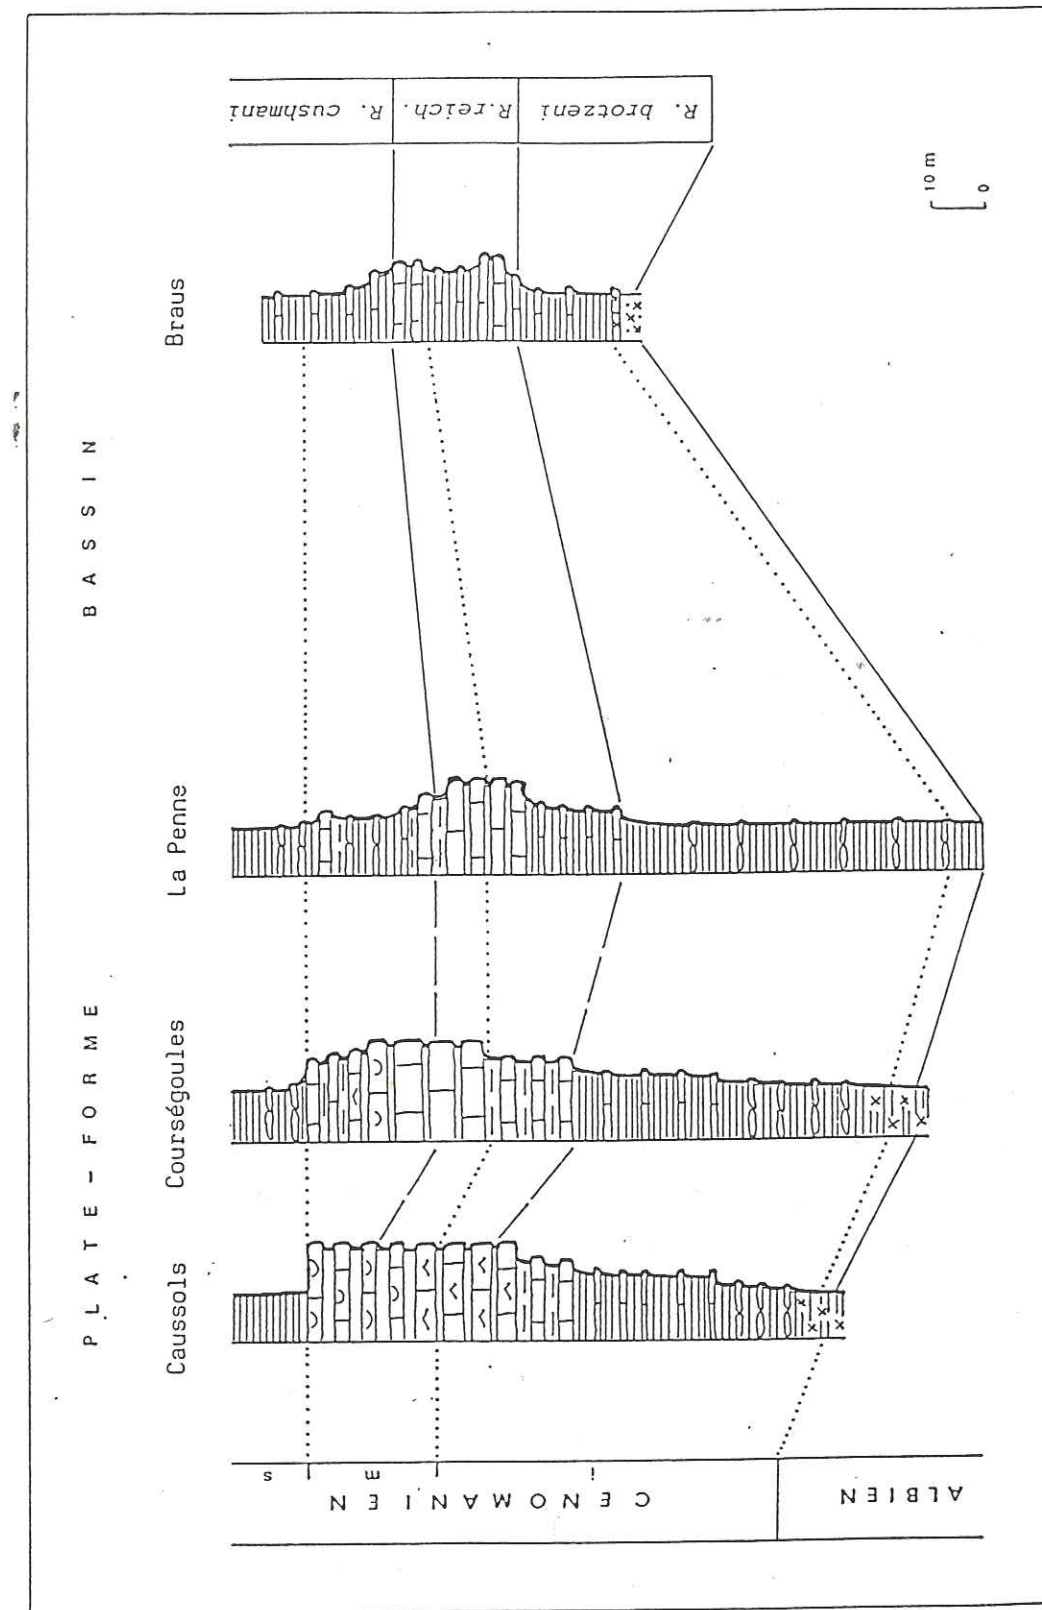 R. cushmani
R.reich.
R. brotzeni
10 m
0
Braus
BASSIN
La Penne
PLATE-FORME
Courségoules
Caussols
s
m
i
CENOMANIEN
ALBIEN